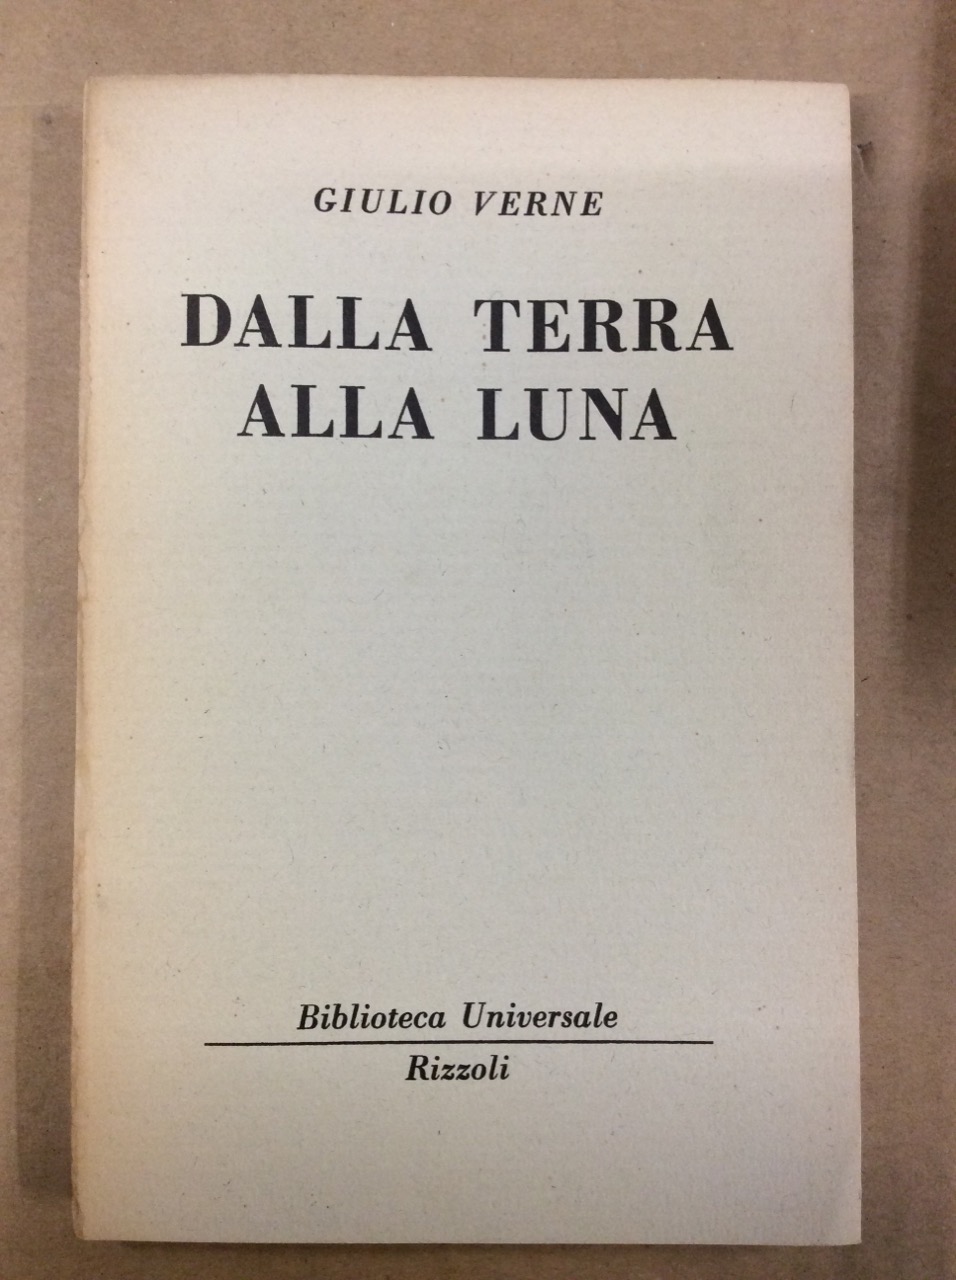 GIULIO VERNE
DALLA TERRA
ALLA LUNA
Biblioteca Universale
Rizzoli